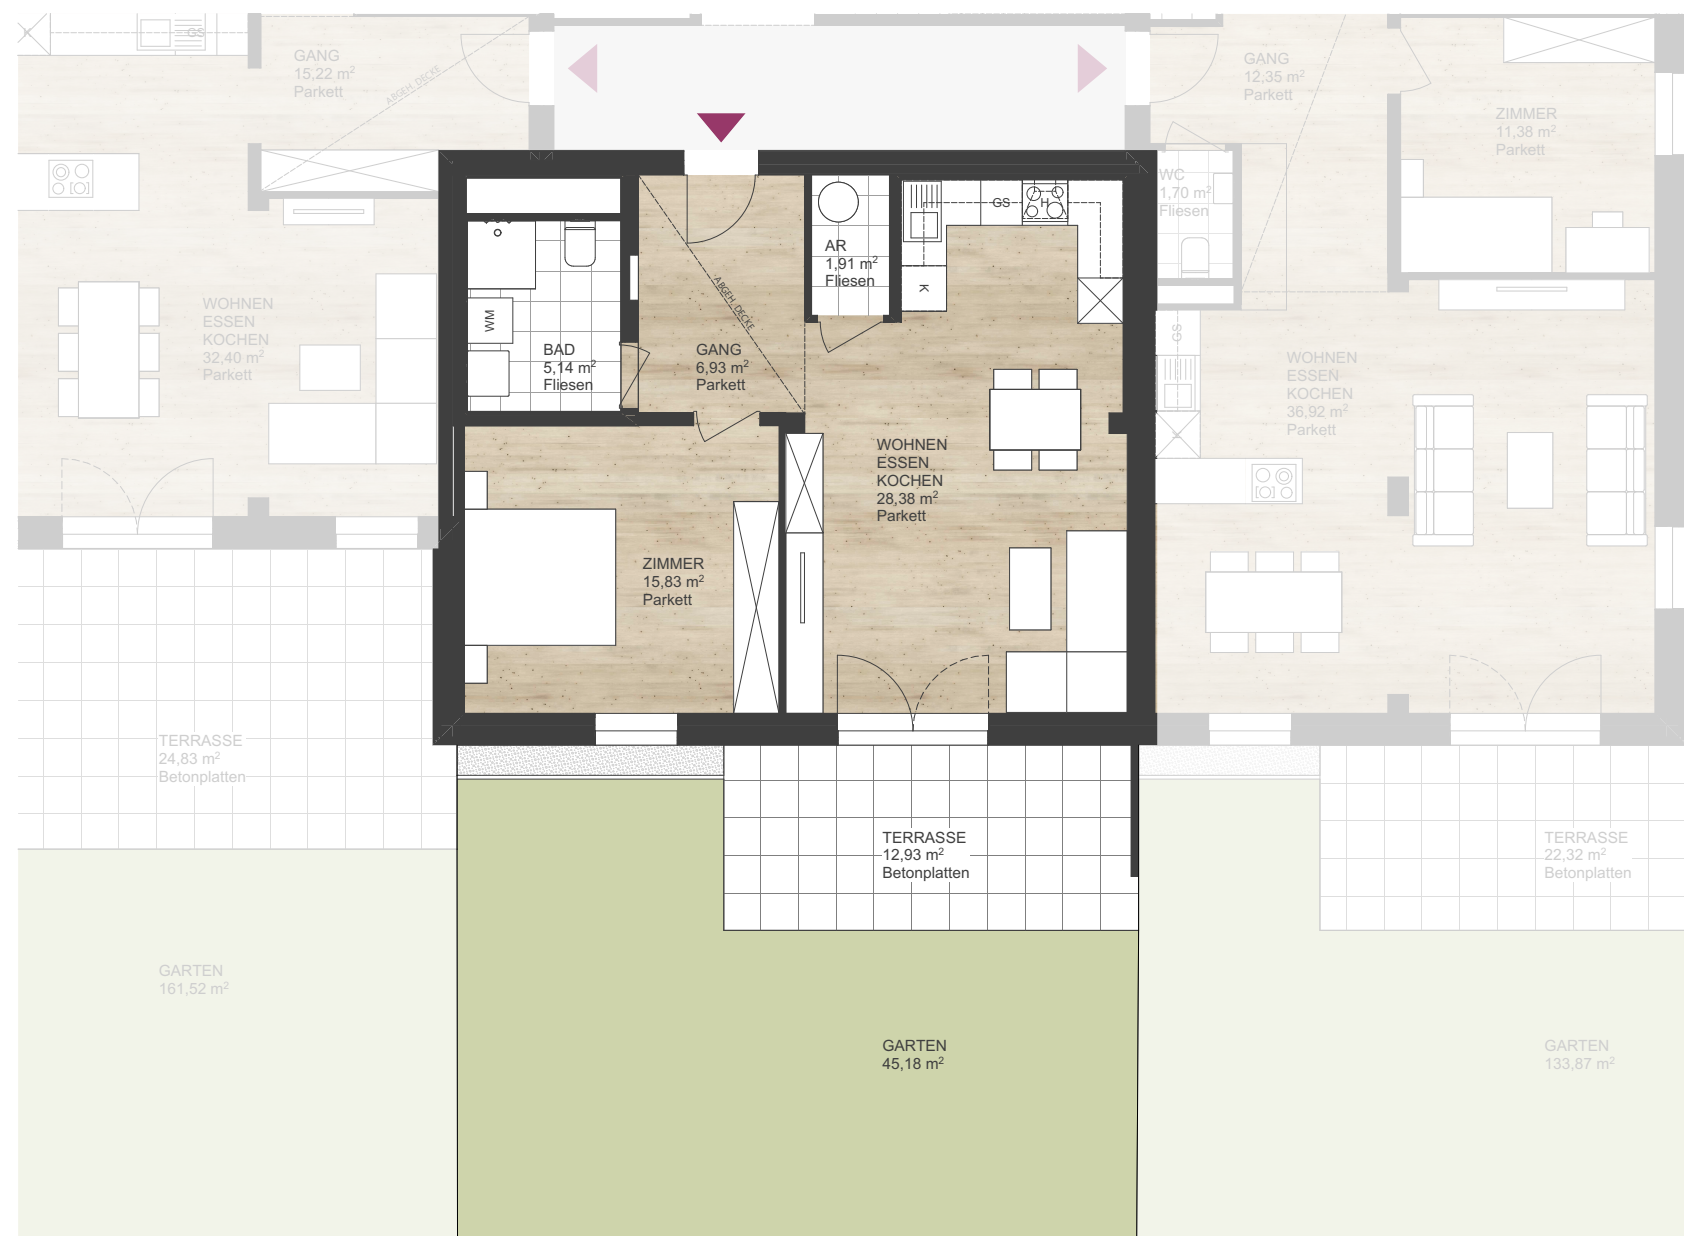 GS
GANG
15,22 m²
Parkett
ABGEH. DECKE
GANG
12,35 m²
Parkett
ZIMMER
11,38 m²
Parkett
WC
1,70 m²
Fliesen
GS
H
AR
1,91 m²
Fliesen
K
ABGEH. DECKE
WOHNEN
ESSEN
KOCHEN
32,40 m²
Parkett
WM
BAD
5,14 m²
Fliesen
GANG
6,93 m²
Parkett
GS
WOHNEN
ESSEN
KOCHEN
36,92 m²
Parkett
K
WOHNEN
ESSEN
KOCHEN
28,38 m²
Parkett
ZIMMER
15,83 m²
Parkett
TERRASSE
24,83 m²
Betonplatten
TERRASSE
12,93 m²
Betonplatten
TERRASSE
22,32 m²
Betonplatten
GARTEN
161,52 m²
GARTEN
45,18 m²
GARTEN
133,87 m²